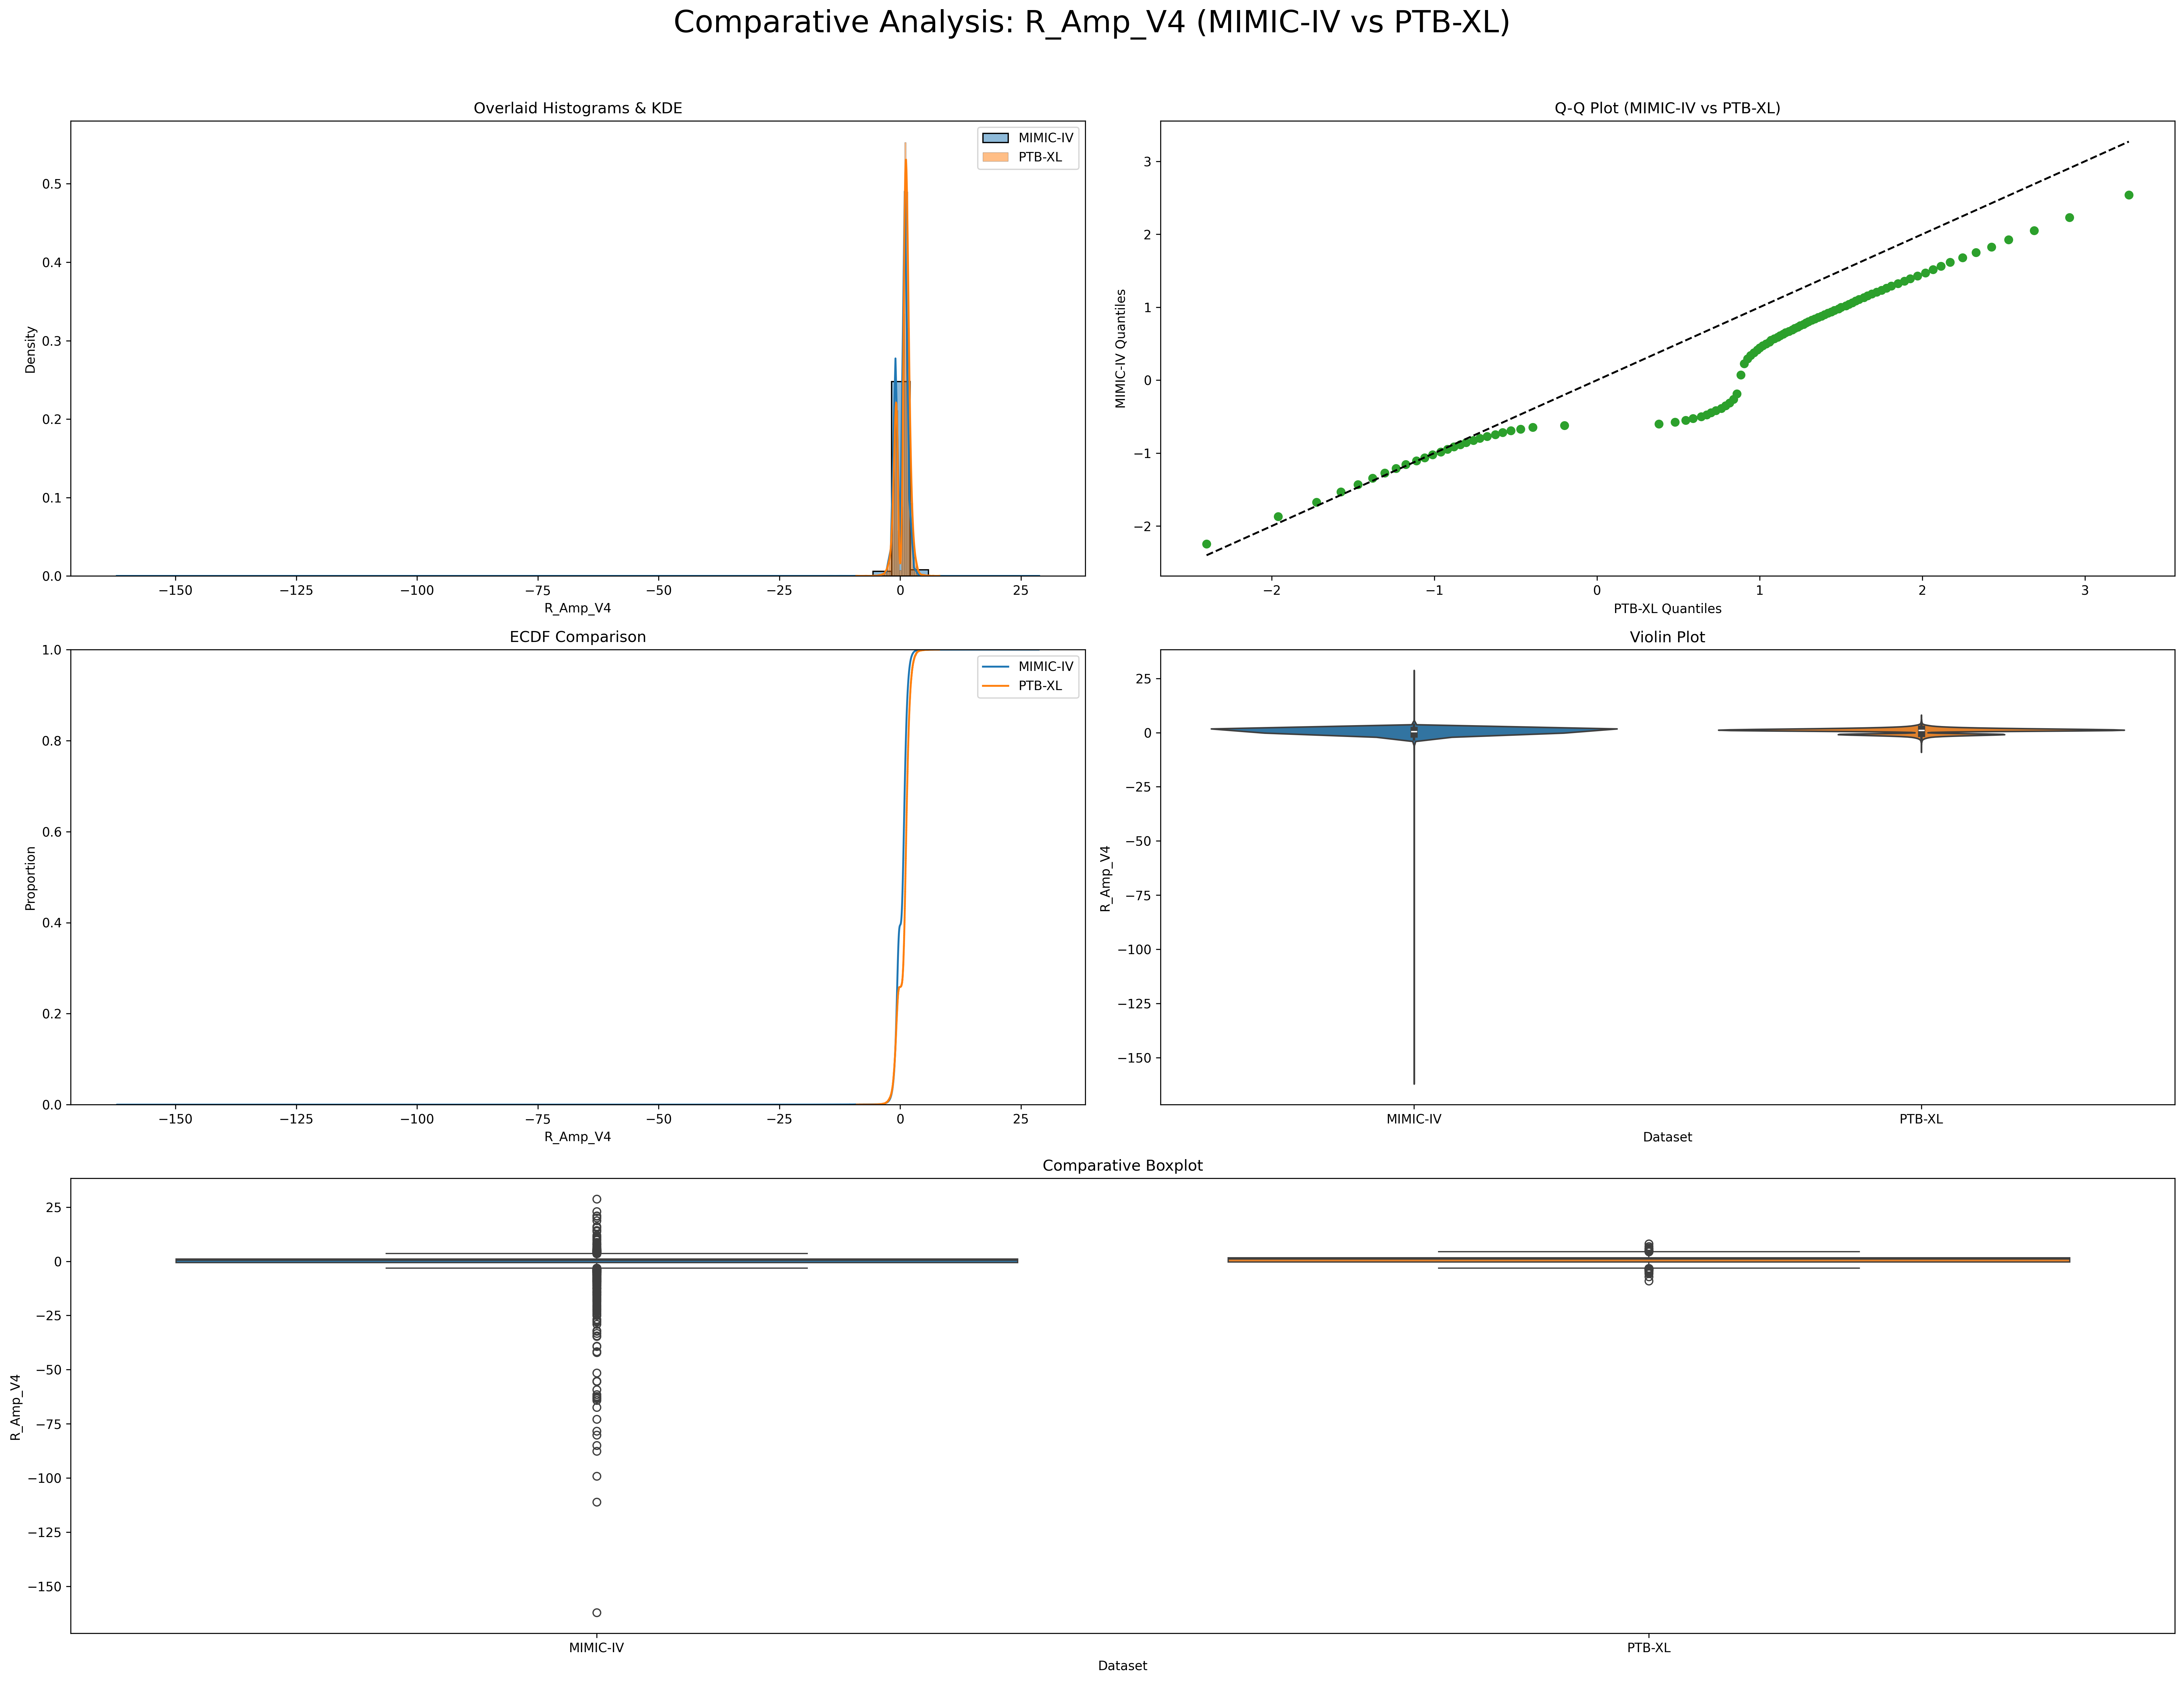 Comparative Analysis: R_Amp_V4 (MIMIC-IV vs PTB-XL)
Overlaid Histograms & KDE
Density
0.5
0.4
0.3
0.2
0.1
0.0
MIMIC-IV
PTB-XL
−150 −125 −100 −75 −50 −25 0 25
R_Amp_V4
Q-Q Plot (MIMIC-IV vs PTB-XL)
MIMIC-IV Quantiles
3
2
1
0
−1
−2
−2 −1 0 1 2 3
PTB-XL Quantiles
ECDF Comparison
Proportion
1.0
0.8
0.6
0.4
0.2
0.0
MIMIC-IV
PTB-XL
−150 −125 −100 −75 −50 −25 0 25
R_Amp_V4
Violin Plot
R_Amp_V4
25
0
−25
−50
−75
−100
−125
−150
MIMIC-IV PTB-XL
Dataset
Comparative Boxplot
R_Amp_V4
25
0
−25
−50
−75
−100
−125
−150
MIMIC-IV PTB-XL
Dataset